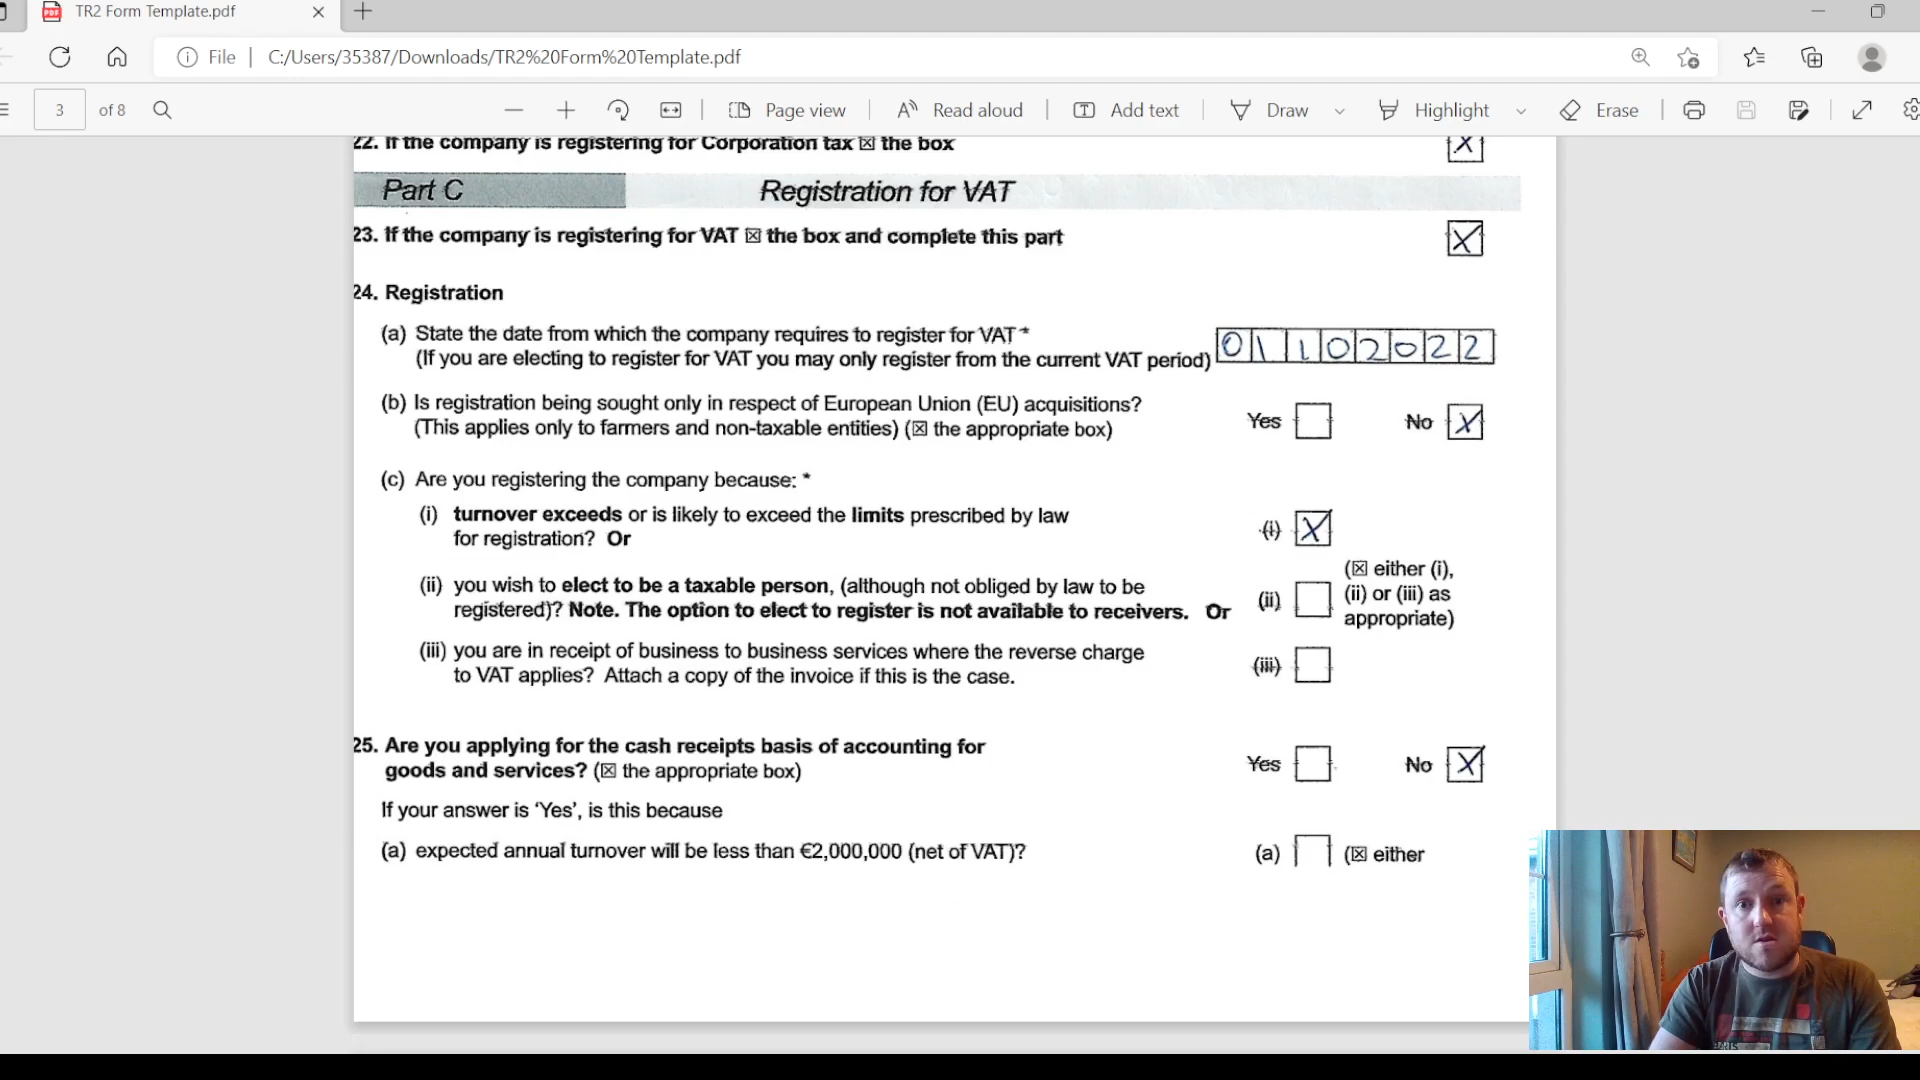 TR2 Form Template.pdf
File
C:/Users/35387/Downloads/TR2%20Form%20Template.pdf
3 of 8
Page view
Read aloud
Add text
Draw
Highlight
Erase
22. If the company is registering for Corporation tax ☒ the box X
Part C Registration for VAT
23. If the company is registering for VAT ☒ the box and complete this part X
24. Registration
(a) State the date from which the company requires to register for VAT *
(If you are electing to register for VAT you may only register from the current VAT period) 01102022
(b) Is registration being sought only in respect of European Union (EU) acquisitions?
(This applies only to farmers and non-taxable entities) (☒ the appropriate box) Yes No X
(c) Are you registering the company because: *
(i) turnover exceeds or is likely to exceed the limits prescribed by law
for registration? Or (i) X
(ii) you wish to elect to be a taxable person, (although not obliged by law to be
registered)? Note. The option to elect to register is not available to receivers. Or (ii)
(☒ either (i),
(ii) or (iii) as
appropriate)
(iii) you are in receipt of business to business services where the reverse charge
to VAT applies? Attach a copy of the invoice if this is the case. (iii)
25. Are you applying for the cash receipts basis of accounting for
goods and services? (☒ the appropriate box) Yes No X
If your answer is ‘Yes’, is this because
(a) expected annual turnover will be less than €2,000,000 (net of VAT)? (a) (☒ either